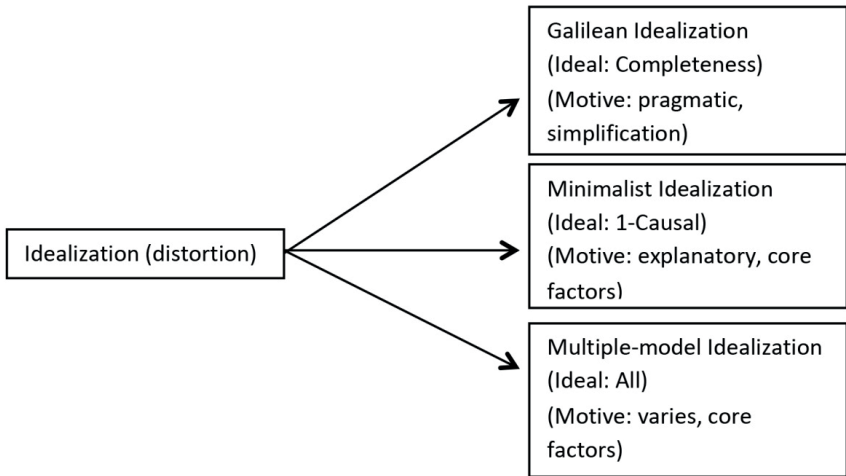 Galilean Idealization
(Ideal: Completeness)
(Motive: pragmatic,
simplification)
Minimalist Idealization
(Ideal: 1-Causal)
(Motive: explanatory, core
factors)
Idealization (distortion)
Multiple-model Idealization
(Ideal: All)
(Motive: varies, core
factors)